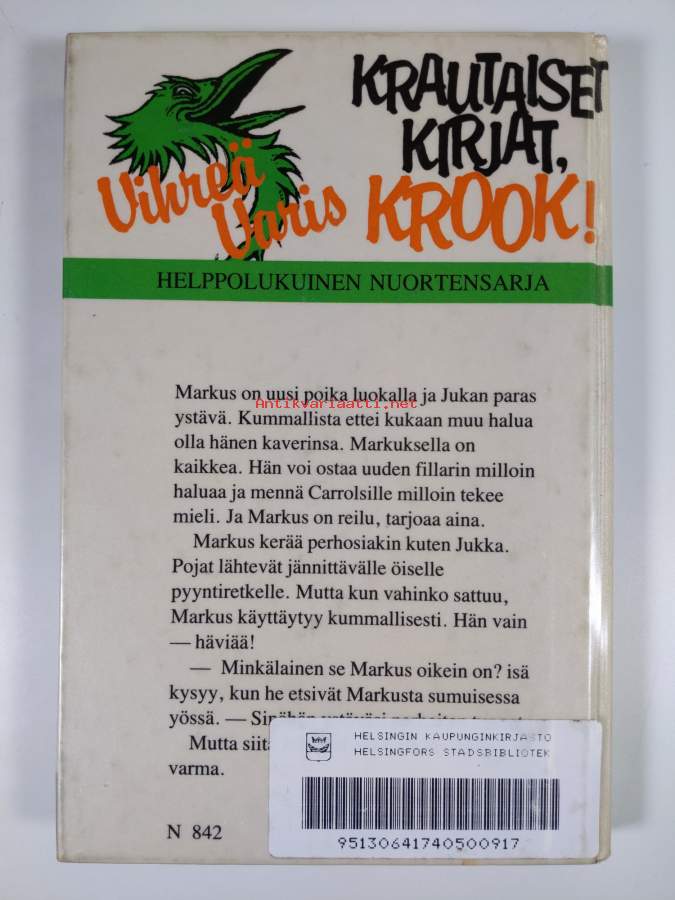 KRAUTAISET
KIRJAT,
Vihreä
Varis
KROOK!
HELPPOLUKUINEN NUORTENSARJA
Markus on uusi poika luokalla ja Jukan paras
Antikvariaatti.net
ystävä. Kummallista ettei kukaan muu halua
olla hänen kaverinsa. Markuksella on
kaikkea. Hän voi ostaa uuden fillarin milloin
haluaa ja mennä Carrolsille milloin tekee
mieli. Ja Markus on reilu, tarjoaa aina.
Markus kerää perhosiakin kuten Jukka.
Pojat lähtevät jännittävälle öiselle
pyyntiretkelle. Mutta kun vahinko sattuu,
Markus käyttäytyy kummallisesti. Hän vain
— häviää!
— Minkälainen se Markus oikein on? isä
kysyy, kun he etsivät Markusta sumuisessa
yössä. — Sinähän
Mutta siitä
varma.
HELSINGIN KAUPUNGINKIRJASTO
HELSINGFORS STADSBIBLIOTEK
95130641740500917
N 842